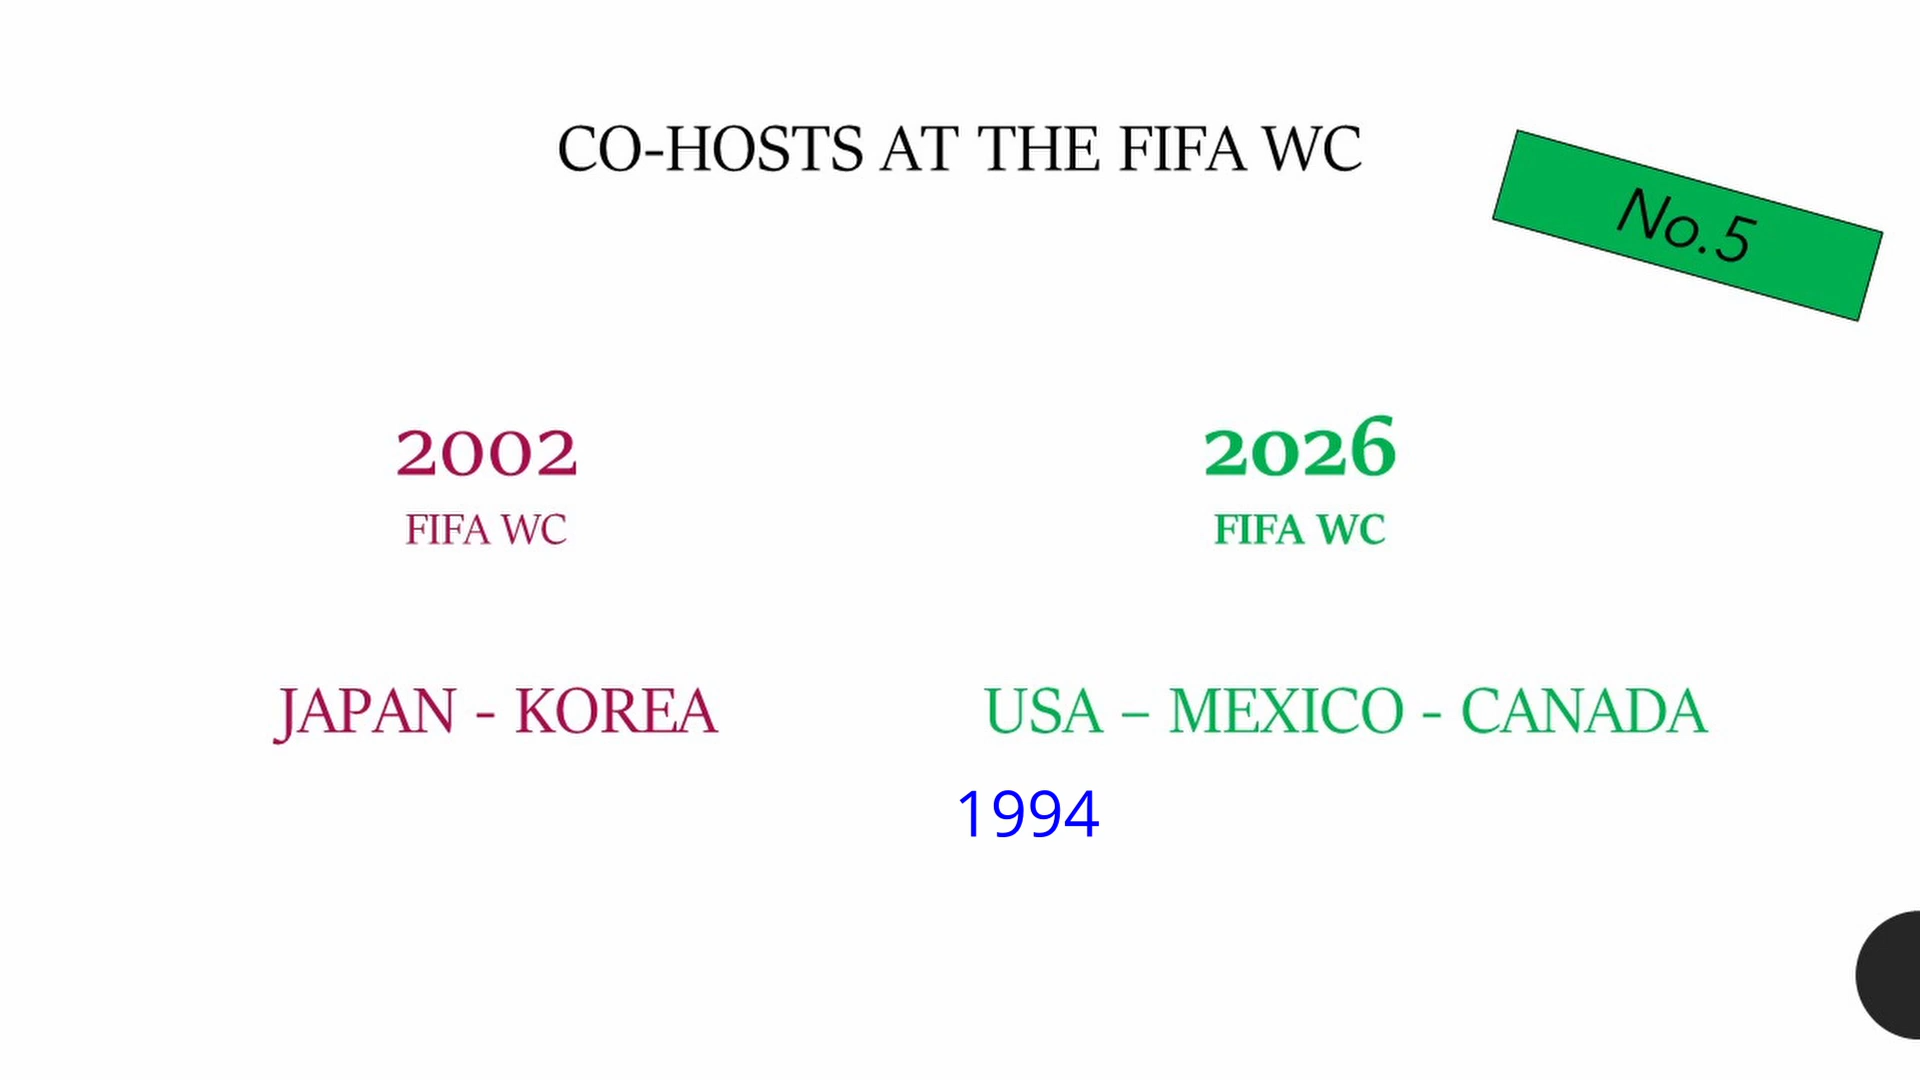 CO-HOSTS AT THE FIFA WC
No.5
2002
FIFA WC
JAPAN - KOREA
2026
FIFA WC
USA – MEXICO - CANADA
1994